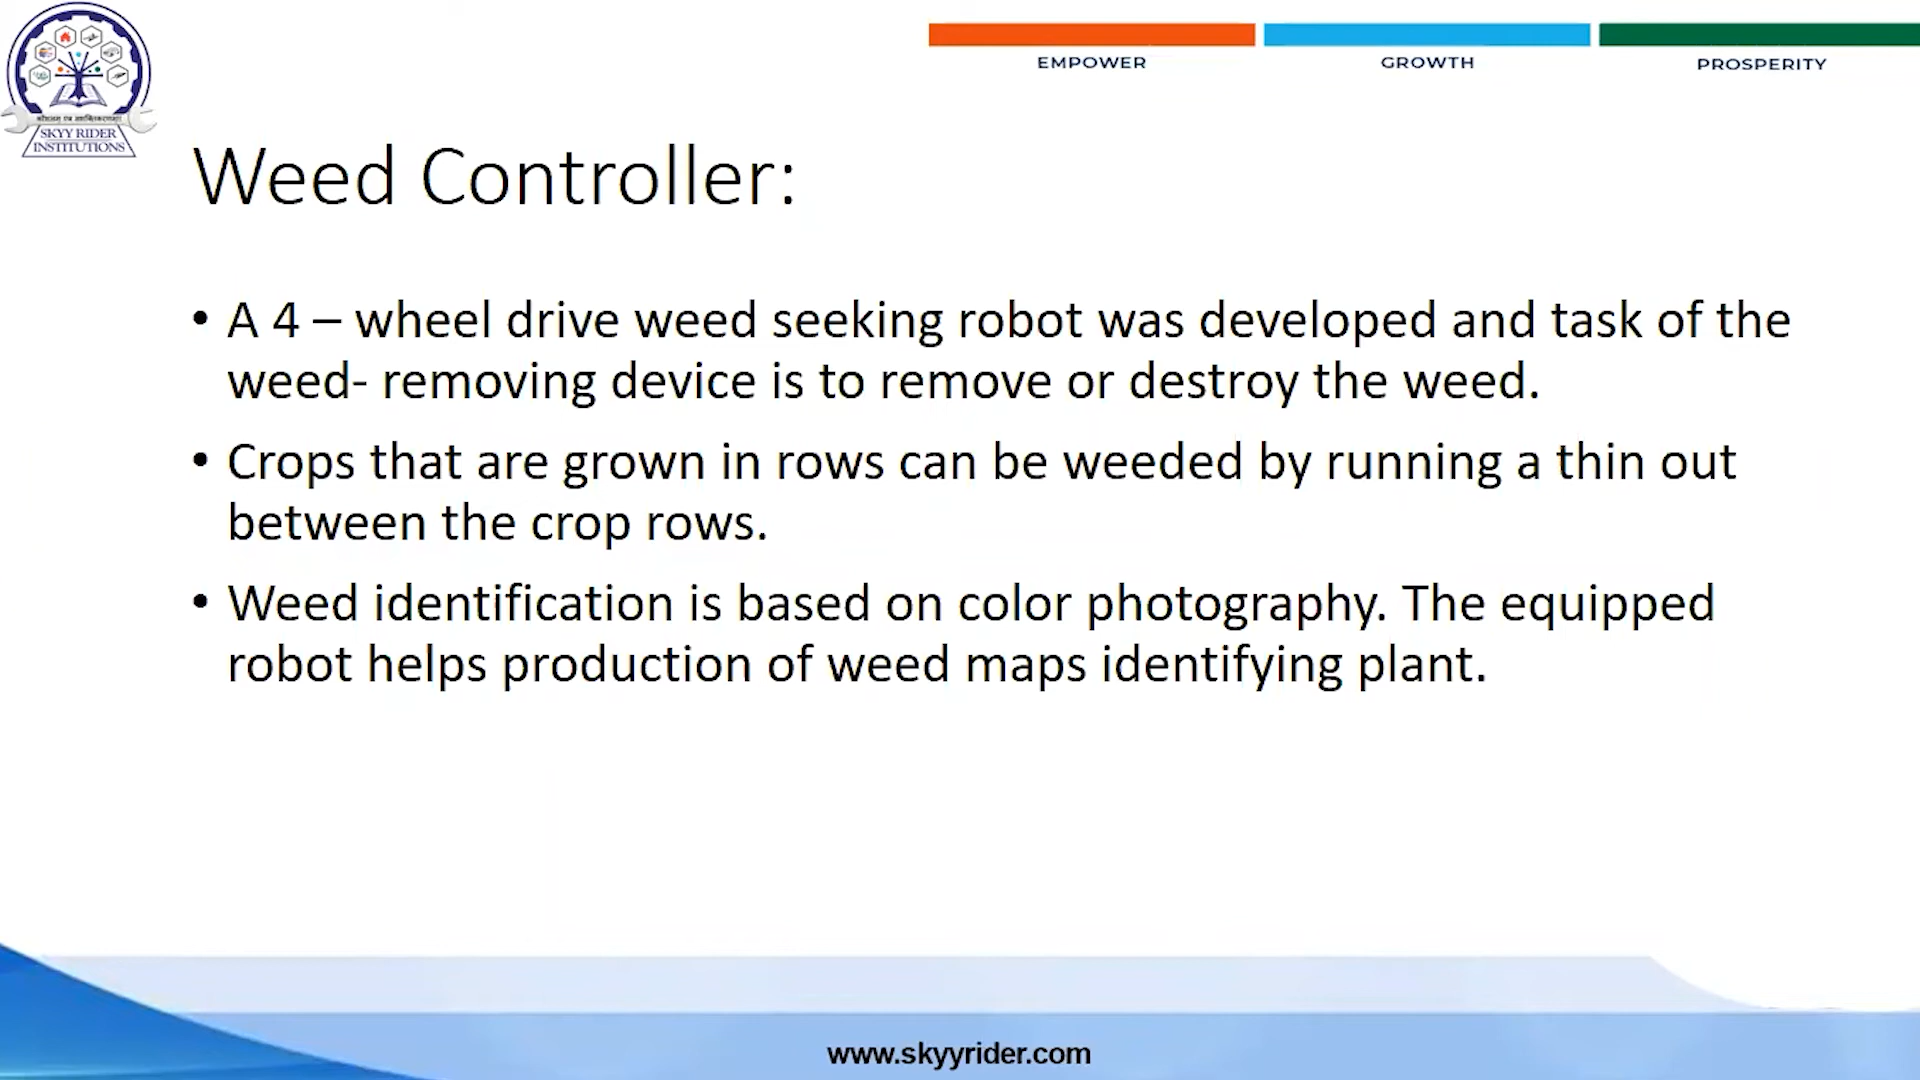 EMPOWER
GROWTH
PROSPERITY
SKYY RIDER
INSTITUTIONS
Weed Controller:
• A 4 – wheel drive weed seeking robot was developed and task of the
weed- removing device is to remove or destroy the weed.
• Crops that are grown in rows can be weeded by running a thin out
between the crop rows.
• Weed identification is based on color photography. The equipped
robot helps production of weed maps identifying plant.
www.skyyrider.com